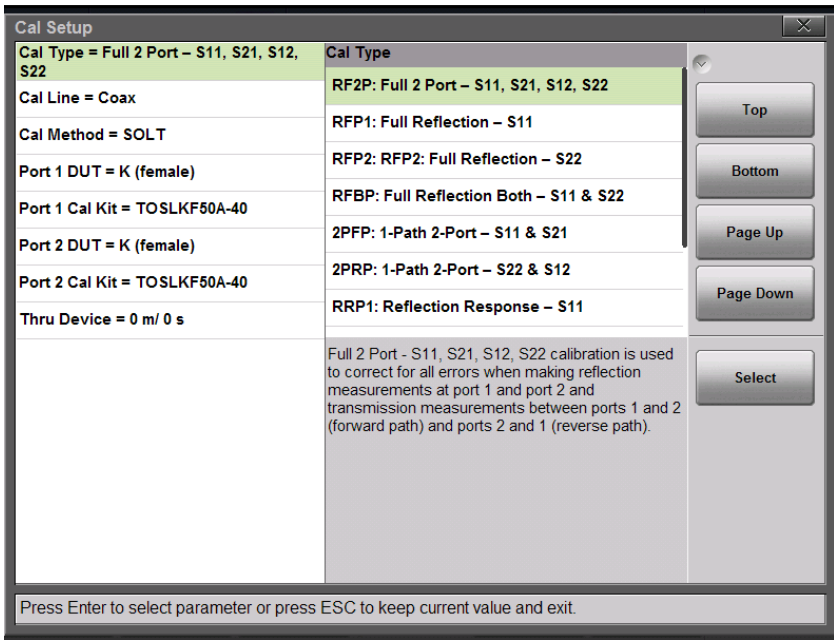 Cal Setup
Cal Type = Full 2 Port – S11, S21, S12,
S22
Cal Line = Coax
Cal Method = SOLT
Port 1 DUT = K (female)
Port 1 Cal Kit = TOSLKF50A-40
Port 2 DUT = K (female)
Port 2 Cal Kit = TOSLKF50A-40
Thru Device = 0 m/ 0 s
Cal Type
RF2P: Full 2 Port – S11, S21, S12, S22
RFP1: Full Reflection – S11
RFP2: RFP2: Full Reflection – S22
RFBP: Full Reflection Both – S11 & S22
2PFP: 1-Path 2-Port – S11 & S21
2PRP: 1-Path 2-Port – S22 & S12
RRP1: Reflection Response – S11
Full 2 Port - S11, S21, S12, S22 calibration is used
to correct for all errors when making reflection
measurements at port 1 and port 2 and
transmission measurements between ports 1 and 2
(forward path) and ports 2 and 1 (reverse path).
Top
Bottom
Page Up
Page Down
Select
Press Enter to select parameter or press ESC to keep current value and exit.